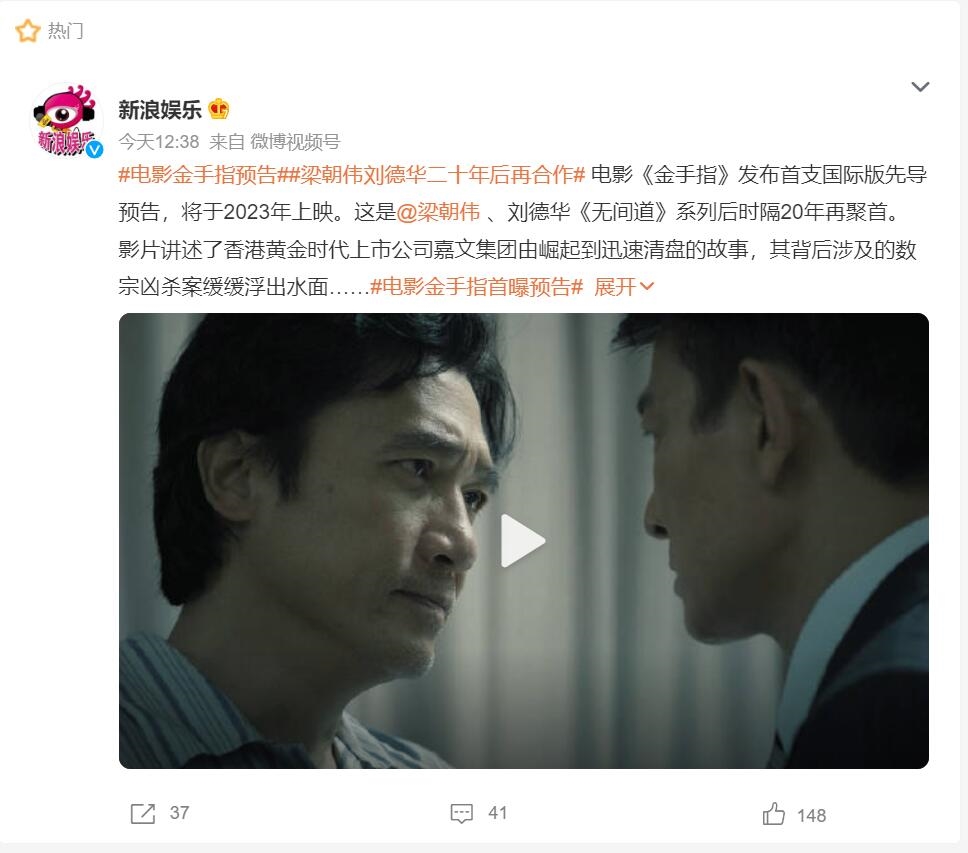 热门
新浪娱乐
新浪娱乐
今天12:38 来自 微博视频号
#电影金手指预告##梁朝伟刘德华二十年后再合作# 电影《金手指》发布首支国际版先导
预告，将于2023年上映。这是@梁朝伟 、刘德华《无间道》系列后时隔20年再聚首。
影片讲述了香港黄金时代上市公司嘉文集团由崛起到迅速清盘的故事，其背后涉及的数
宗凶杀案缓缓浮出水面……#电影金手指首曝预告# 展开
37
41
148